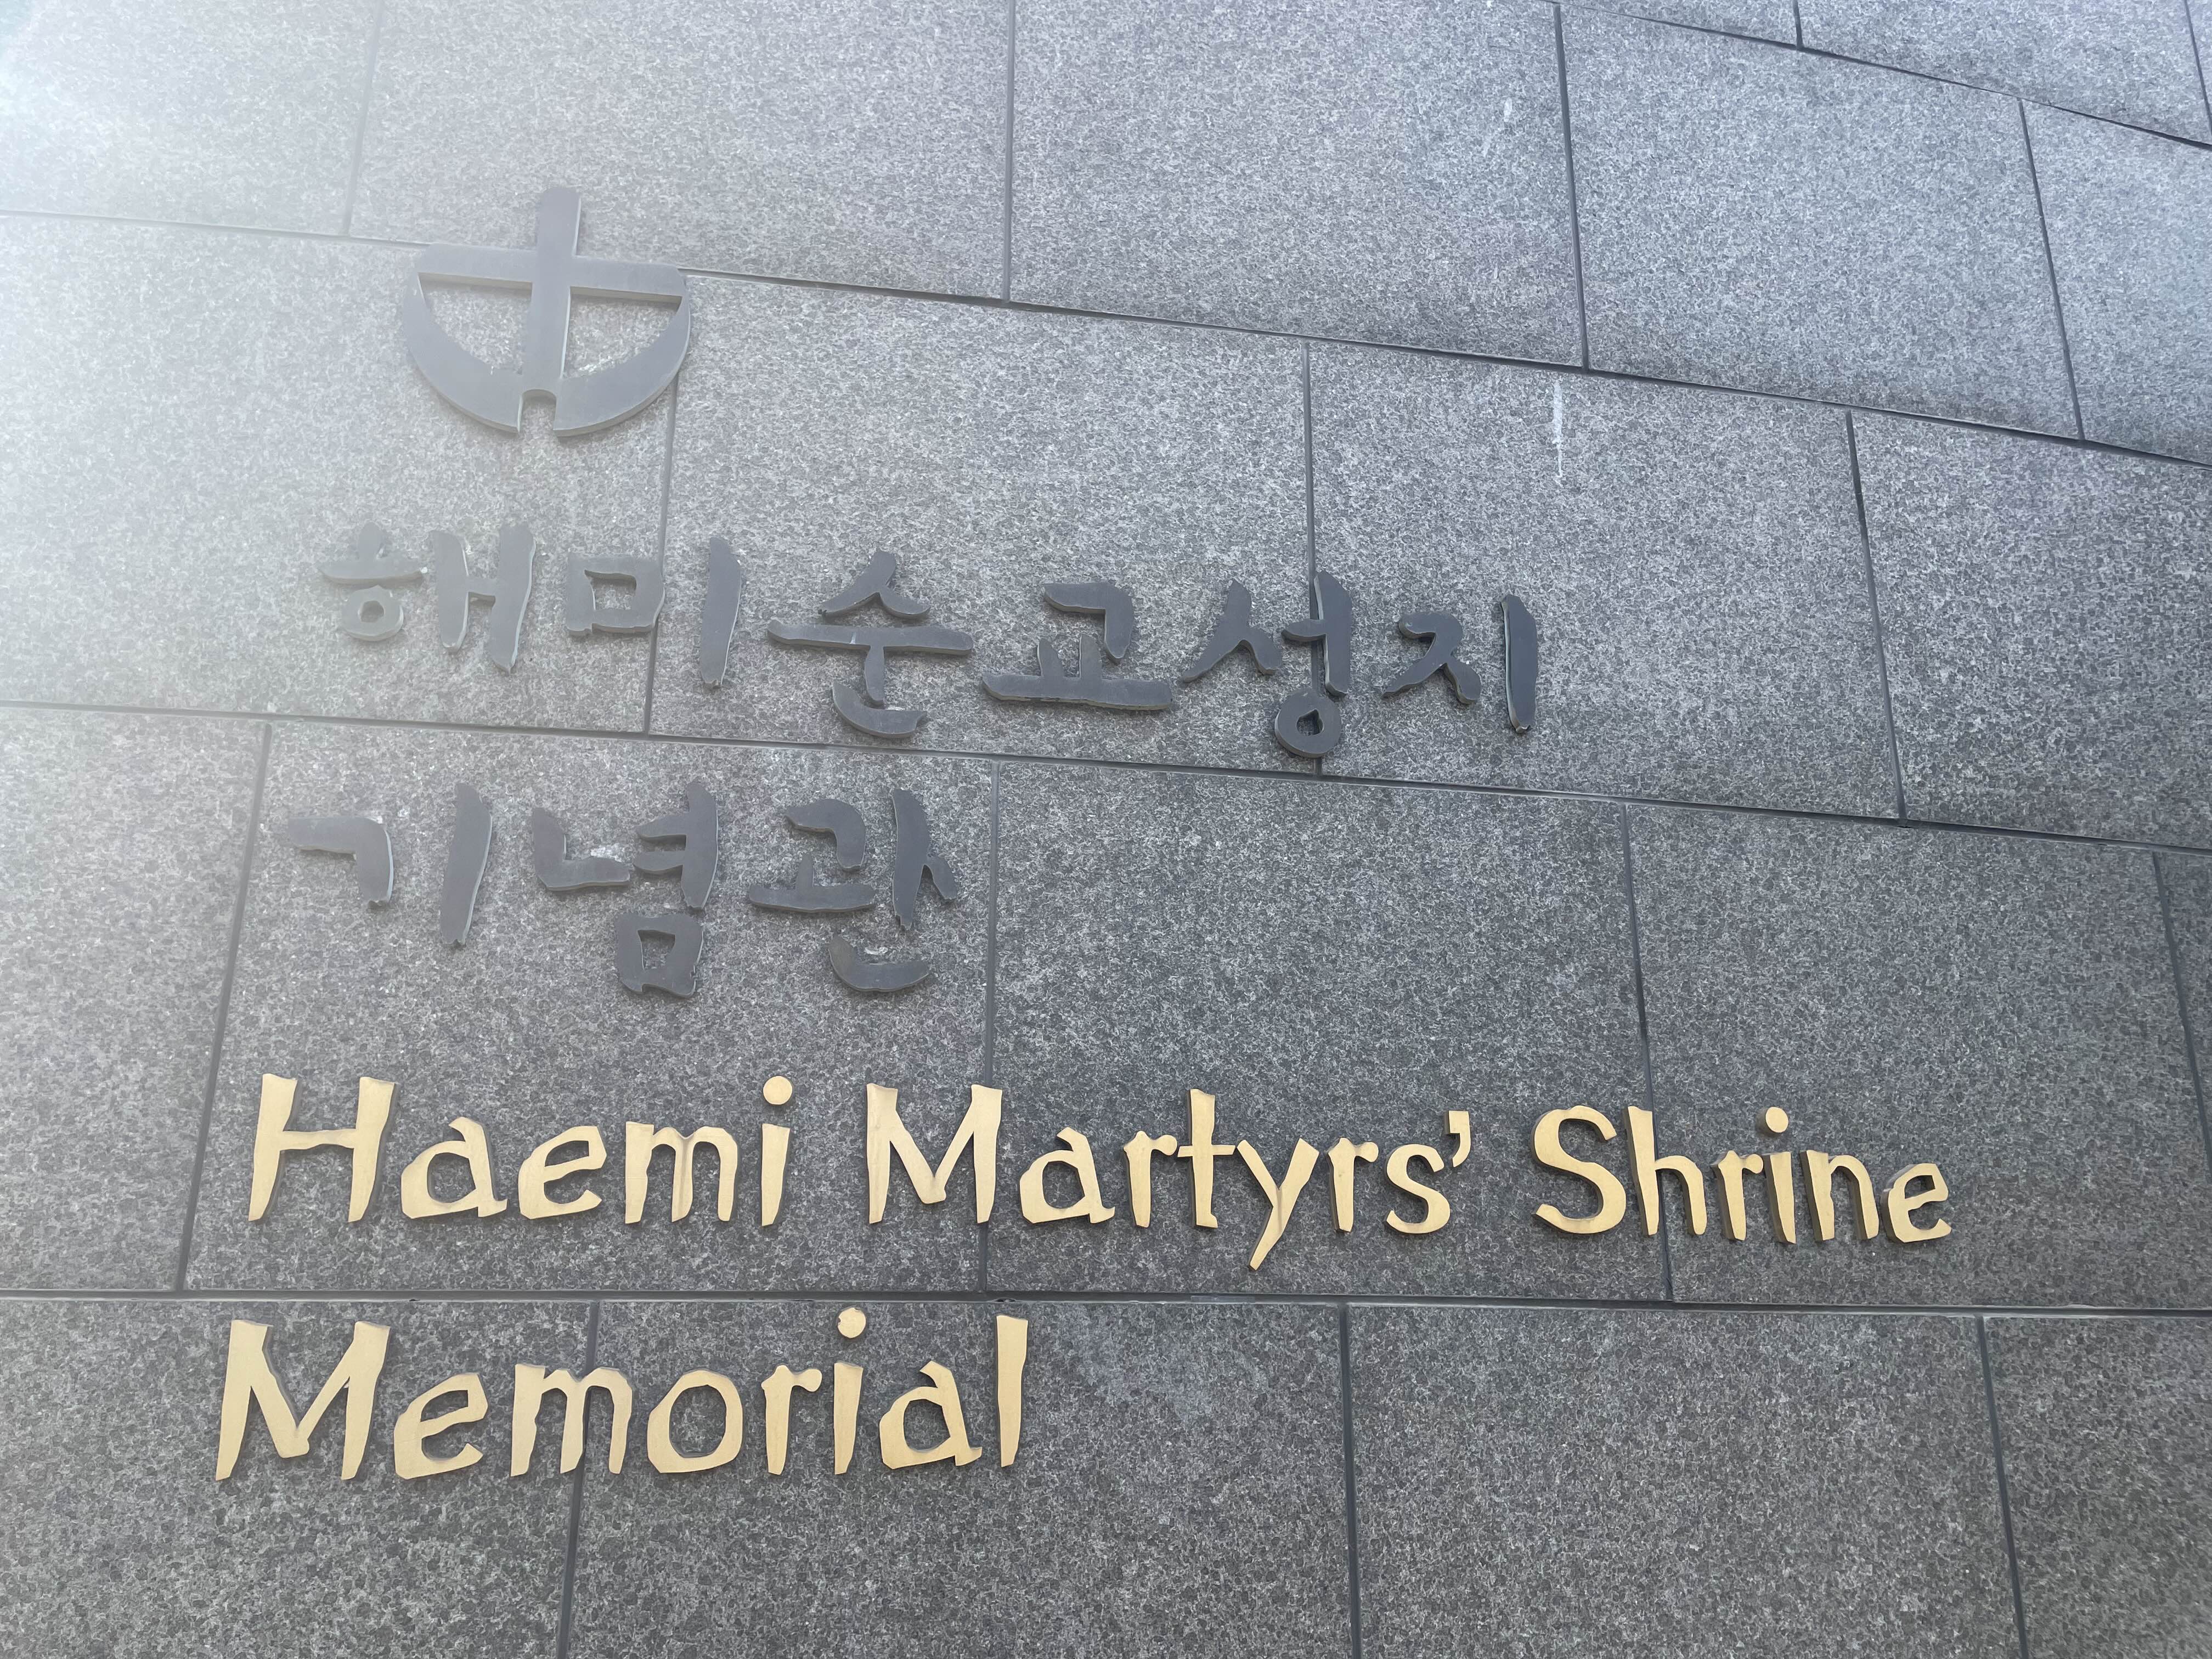 해미순교성지
기념관
Haemi Martyrs’ Shrine
Memorial